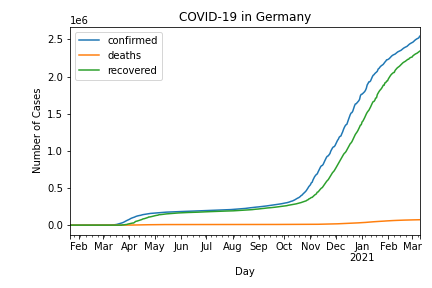 COVID-19 in Germany
1e6
confirmed
deaths
recovered
2.5
2.0
1.5
1.0
0.5
0.0
Number of Cases
Feb Mar Apr May Jun Jul Aug Sep Oct Nov Dec Jan Feb Mar
2021
Day